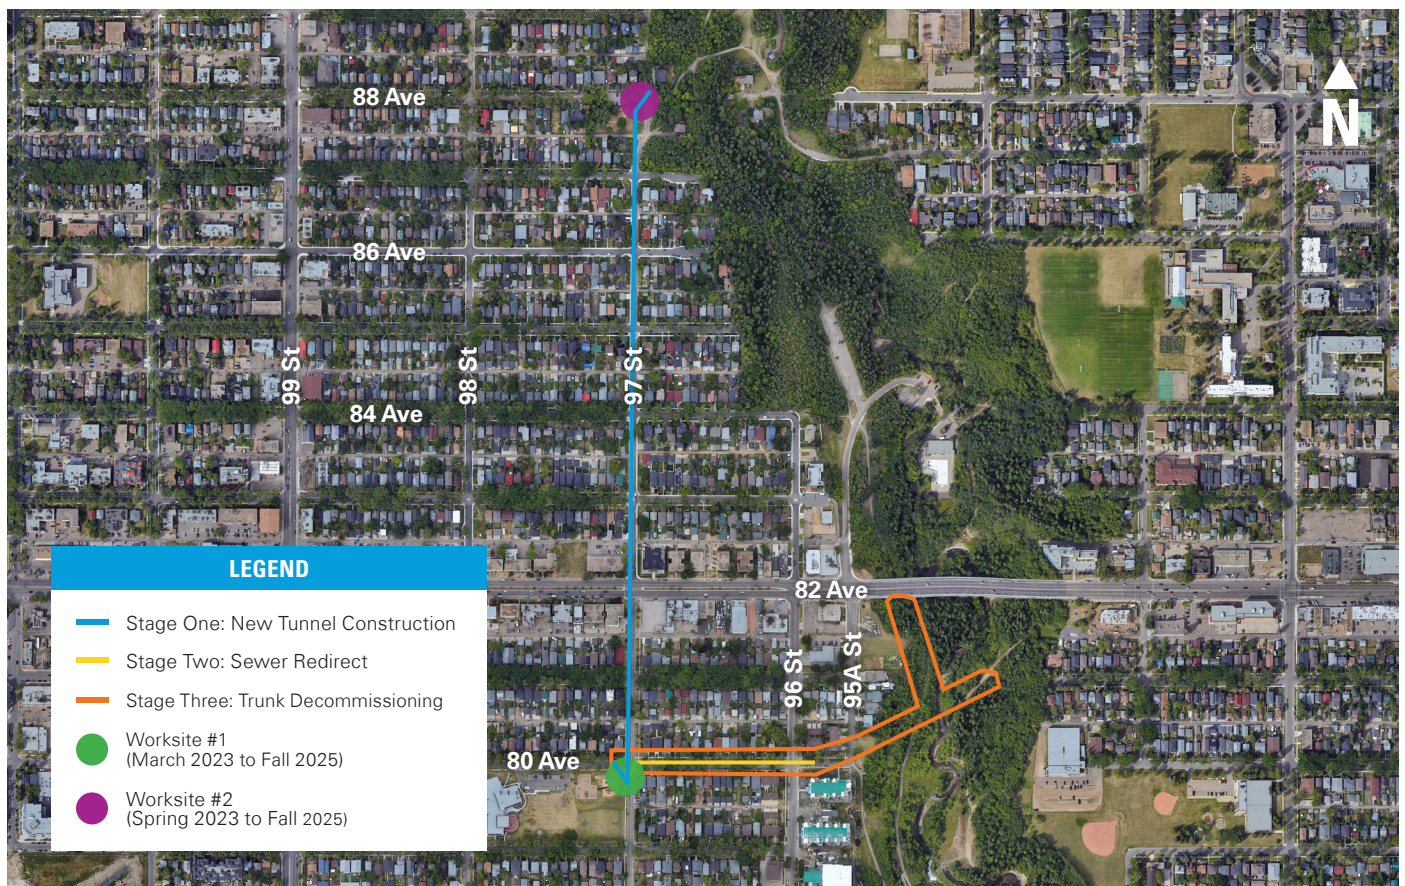 88 Ave
N
86 Ave
99 St
98 St
97 St
84 Ave
82 Ave
96 St
95A St
80 Ave
LEGEND
Stage One: New Tunnel Construction
Stage Two: Sewer Redirect
Stage Three: Trunk Decommissioning
Worksite #1
(March 2023 to Fall 2025)
Worksite #2
(Spring 2023 to Fall 2025)